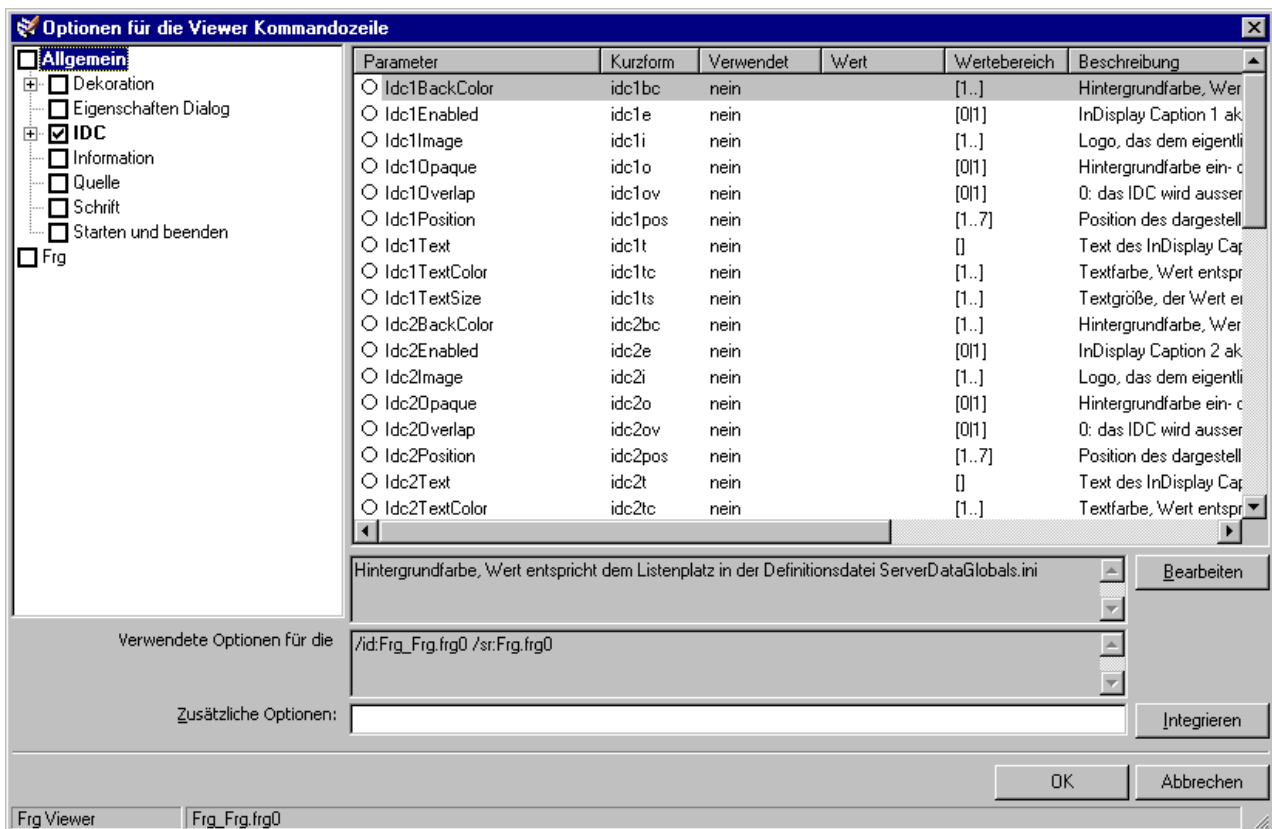 Optionen für die Viewer Kommandozeile
Allgemein
Dekoration
Eigenschaften Dialog
IDC
Information
Quelle
Schrift
Starten und beenden
Frg
Parameter Kurzform Verwendet Wert Wertebereich Beschreibung
Idc1BackColor idc1bc nein [1..] Hintergrundfarbe, Wer
Idc1Enabled idc1e nein [0|1] InDisplay Caption 1 ak
Idc1Image idc1i nein [1..] Logo, das dem eigentli
Idc1Opaque idc1o nein [0|1] Hintergrundfarbe ein-
Idc1Overlap idc1ov nein [0|1] 0: das IDC wird ausser
Idc1Position idc1pos nein [1..7] Position des dargestell
Idc1Text idc1t nein [] Text des InDisplay Cap
Idc1TextColor idc1tc nein [1..] Textfarbe, Wert entspr
Idc1TextSize idc1ts nein [1..] Textgröße, der Wert
Idc2BackColor idc2bc nein [1..] Hintergrundfarbe, Wer
Idc2Enabled idc2e nein [0|1] InDisplay Caption 2 ak
Idc2Image idc2i nein [1..] Logo, das dem eigentli
Idc2Opaque idc2o nein [0|1] Hintergrundfarbe ein-
Idc2Overlap idc2ov nein [0|1] 0: das IDC wird ausser
Idc2Position idc2pos nein [1..7] Position des dargestell
Idc2Text idc2t nein [] Text des InDisplay Cap
Idc2TextColor idc2tc nein [1..] Textfarbe, Wert entspr
Hintergrundfarbe, Wert entspricht dem Listenplatz in der Definitionsdatei ServerDataGlobals.ini
Bearbeiten
Verwendete Optionen für die
/id:Frg_Frg.frg0 /sr:Frg.frg0
Zusätzliche Optionen:
Integrieren
OK Abbrechen
Frg Viewer Frg_Frg.frg0